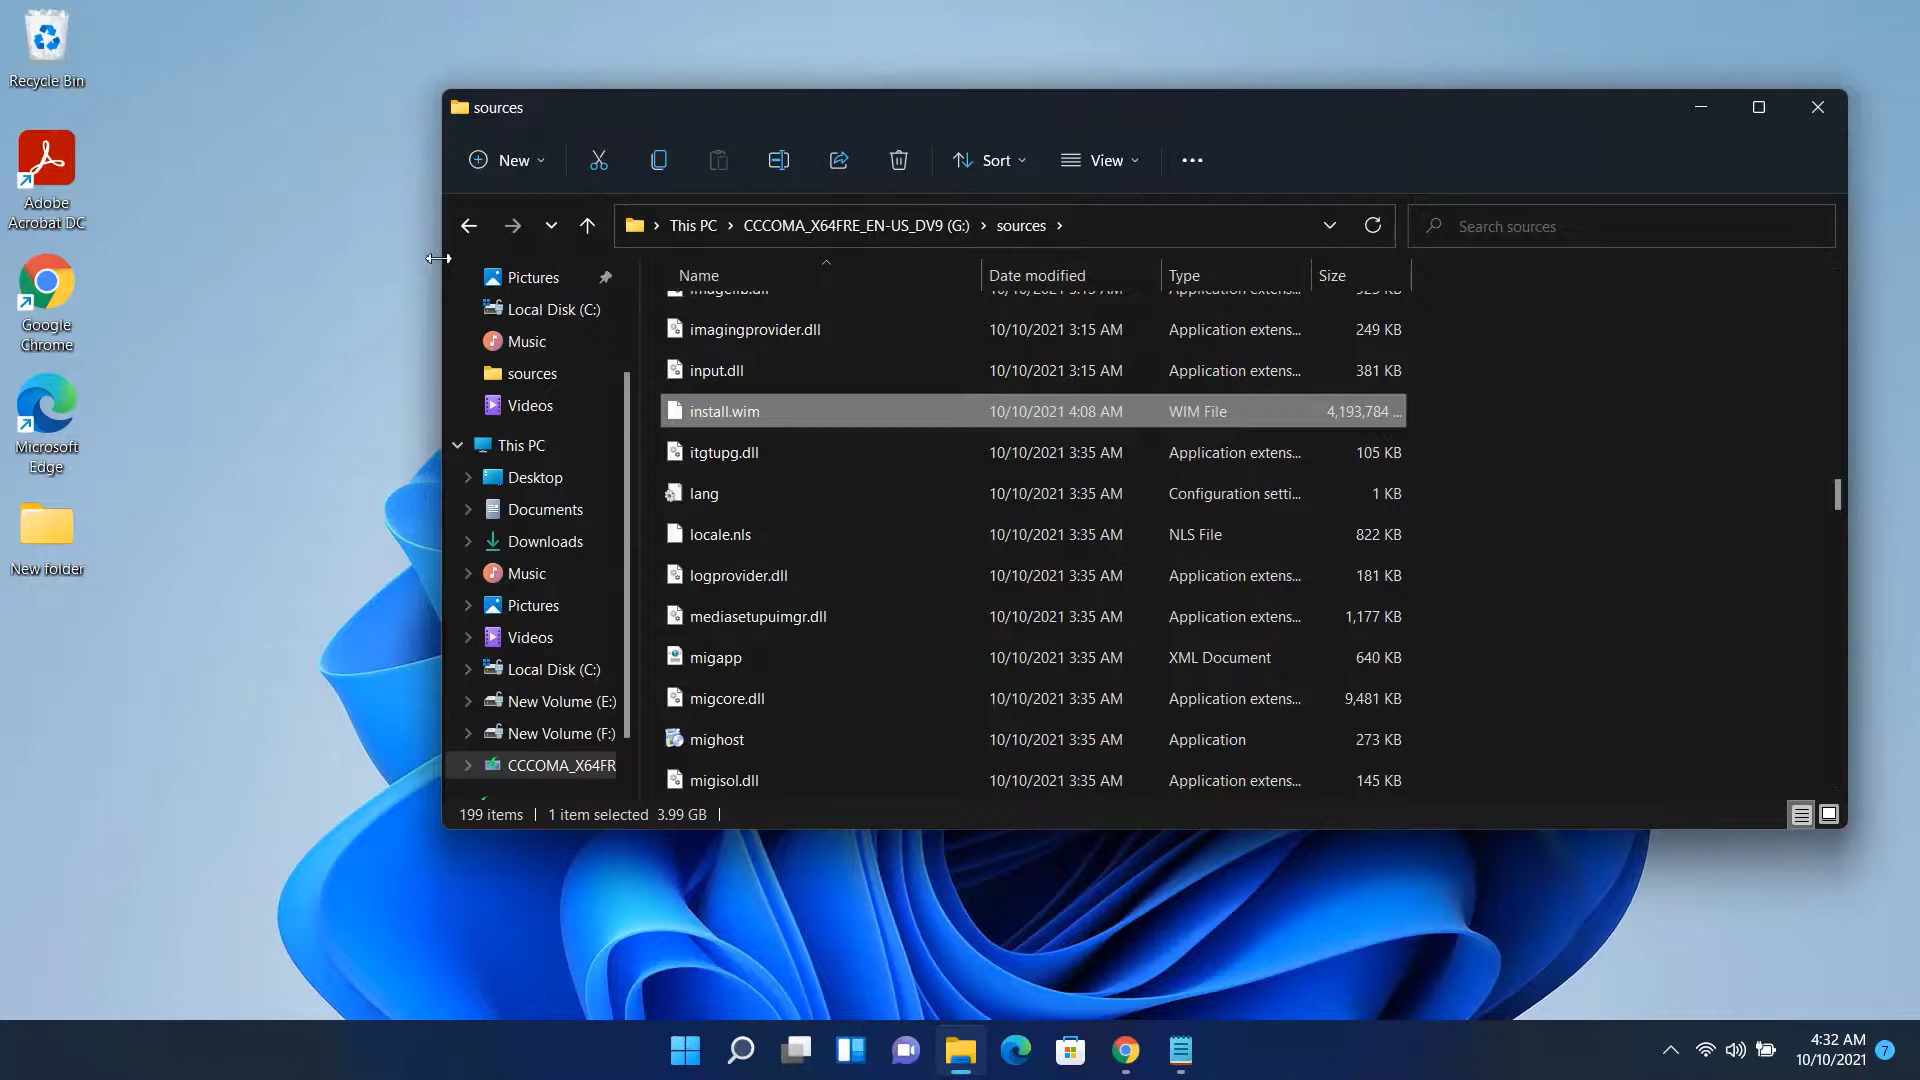 Recycle Bin
Adobe
Acrobat DC
Google
Chrome
Microsoft
Edge
New folder
sources
New
Sort
View
This PC
CCCOMA_X64FRE_EN-US_DV9 (G:)
sources
Search sources
Pictures
Local Disk (C:)
Music
sources
Videos
This PC
Desktop
Documents
Downloads
Music
Pictures
Videos
Local Disk (C:)
New Volume (E:)
New Volume (F:)
CCCOMA_X64FR
Name Date modified Type Size
imagelib.dll 10/10/2021 3:15 AM Application extens...
imagingprovider.dll 10/10/2021 3:15 AM Application extens... 249 KB
input.dll 10/10/2021 3:15 AM Application extens... 381 KB
install.wim 10/10/2021 4:08 AM WIM File 4,193,784 ...
itgtupg.dll 10/10/2021 3:35 AM Application extens... 105 KB
lang 10/10/2021 3:35 AM Configuration setti... 1 KB
locale.nls 10/10/2021 3:35 AM NLS File 822 KB
logprovider.dll 10/10/2021 3:35 AM Application extens... 181 KB
mediasetupuimgr.dll 10/10/2021 3:35 AM Application extens... 1,177 KB
migapp 10/10/2021 3:35 AM XML Document 640 KB
migcore.dll 10/10/2021 3:35 AM Application extens... 9,481 KB
mighost 10/10/2021 3:35 AM Application 273 KB
migisol.dll 10/10/2021 3:35 AM Application extens... 145 KB
199 items 1 item selected 3.99 GB
4:32 AM
10/10/2021
7